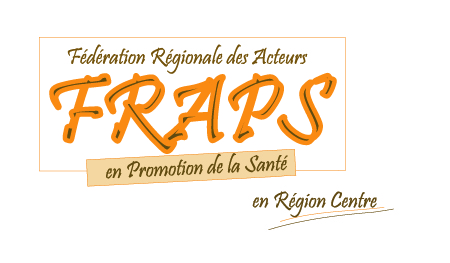 Fédération Régionale des Acteurs
FRAPS
en Promotion de la Santé
en Région Centre